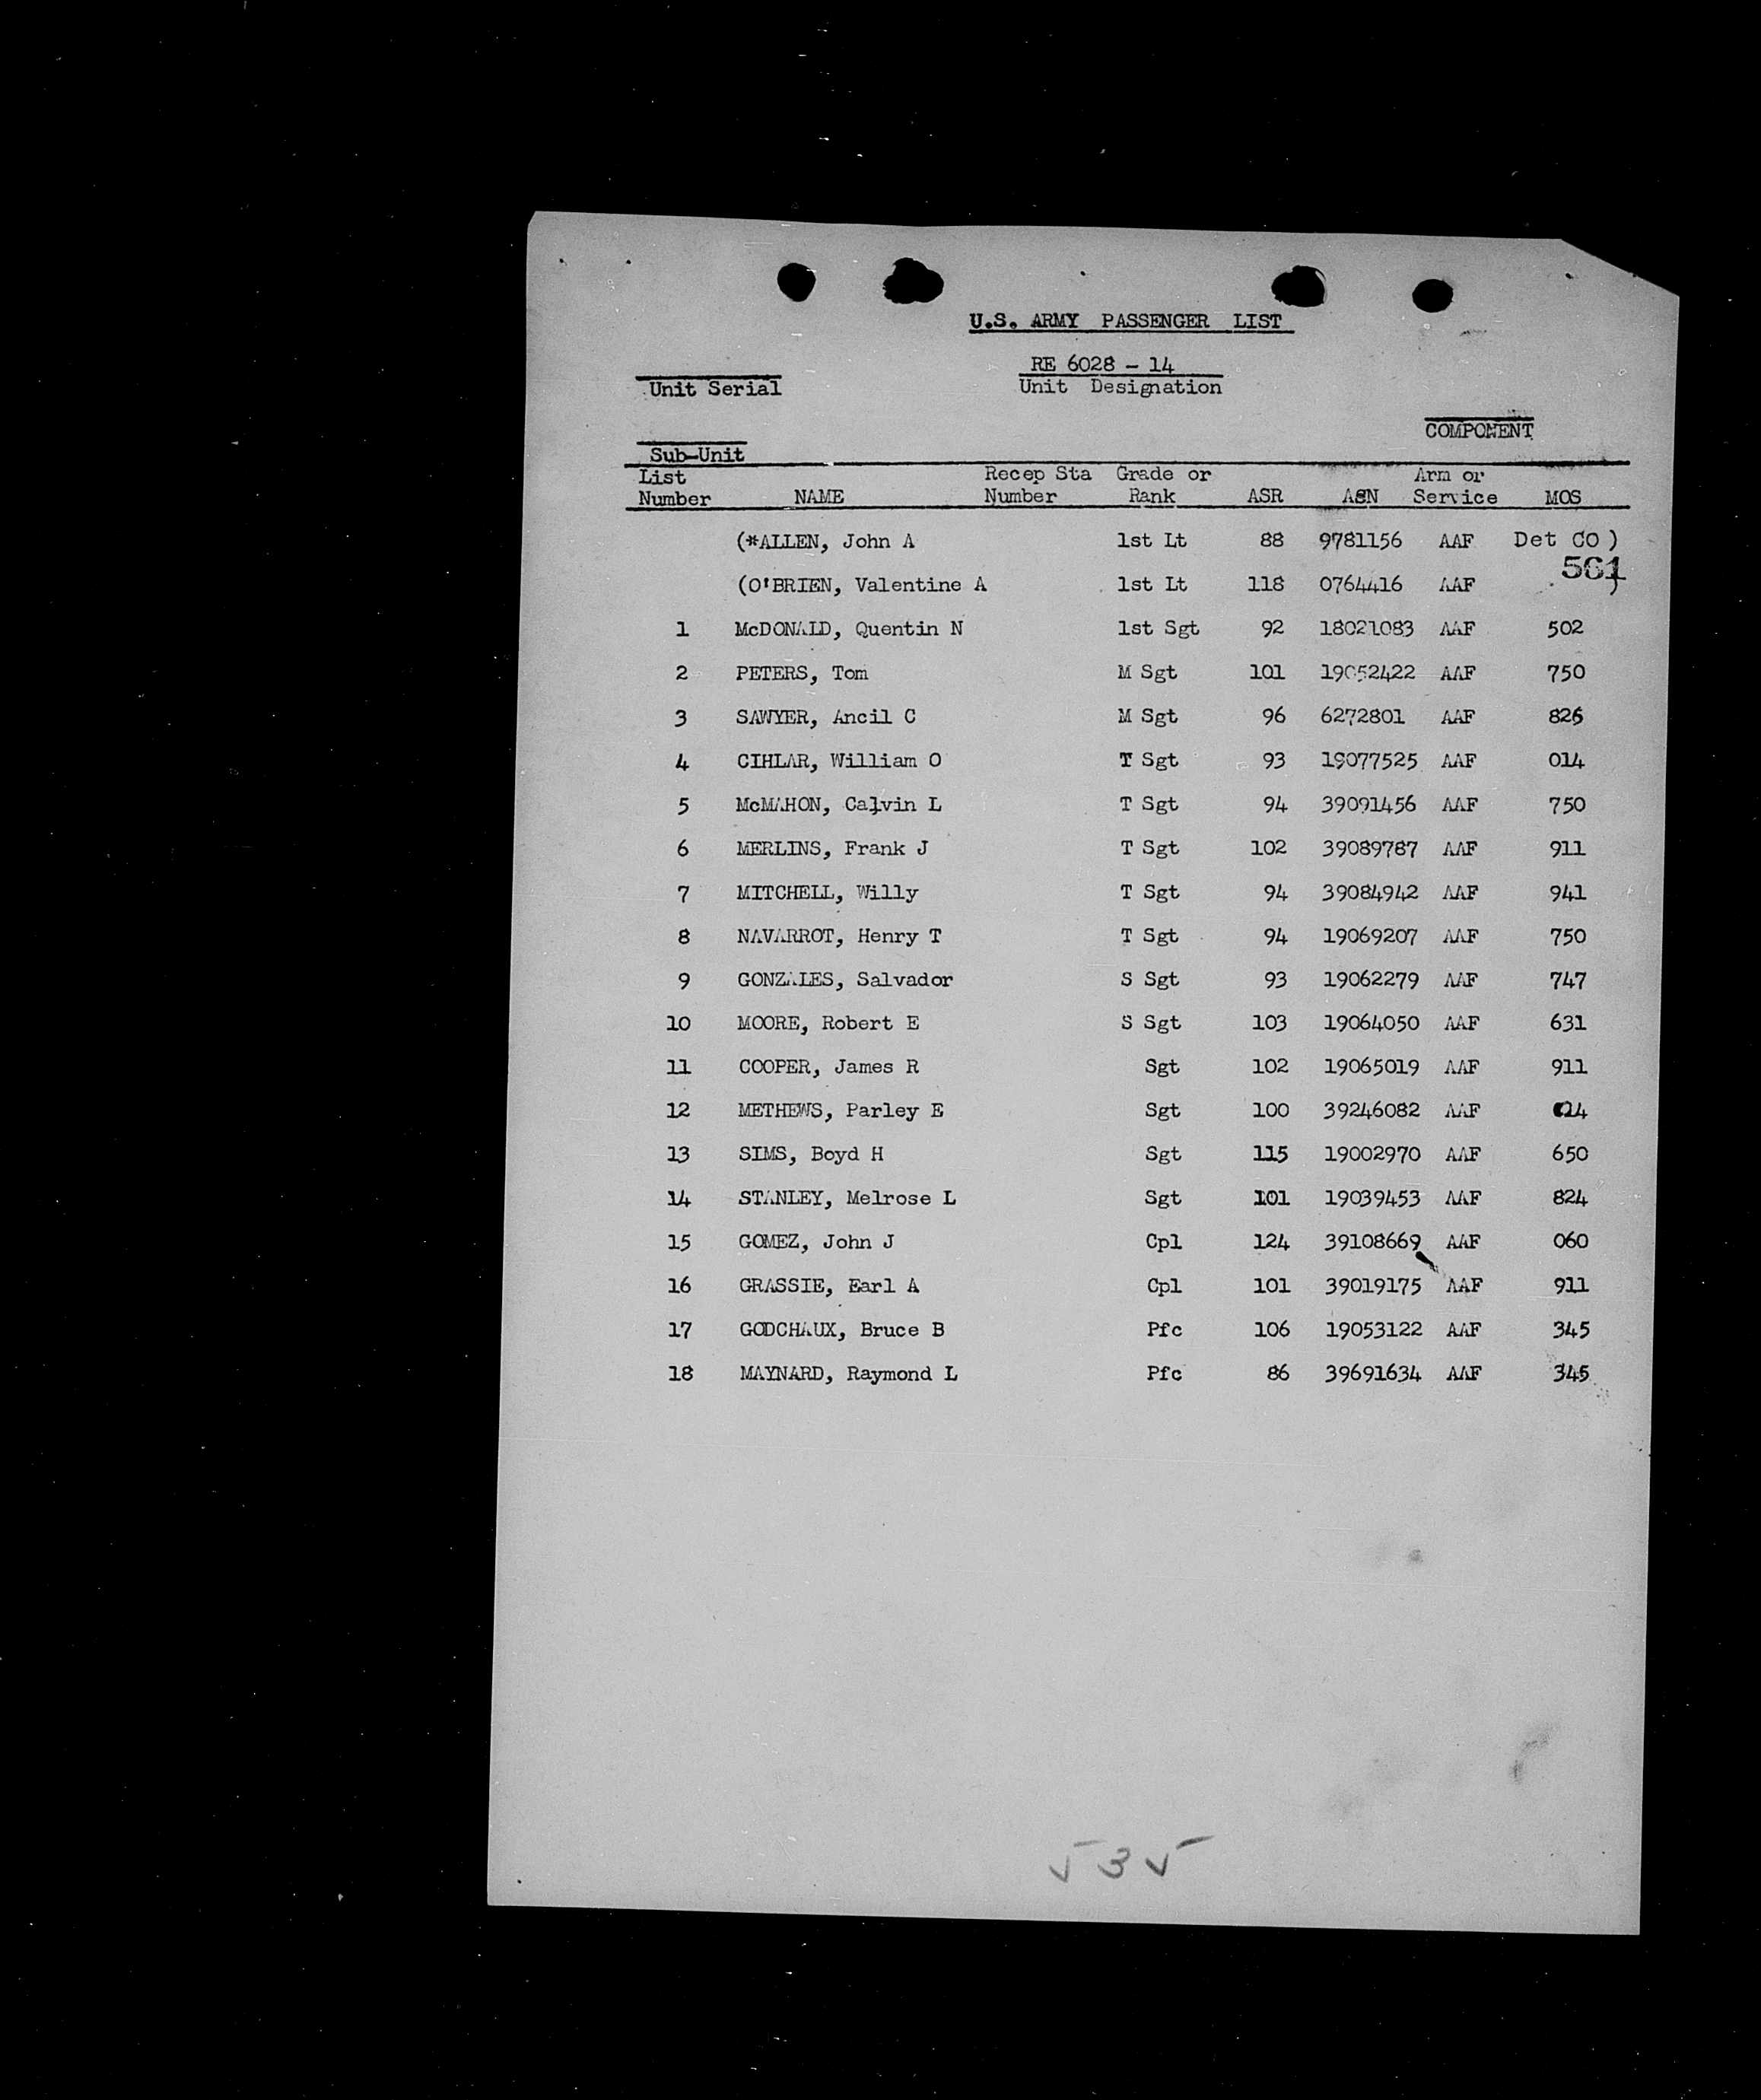 U.S. ARMY PASSENGER LIST
RE 6028 - 14
Unit Serial Unit Designation
COMPONENT
Sub-Unit
List Recep Sta Grade or Arm or
Number NAME Number Rank ASR ASN Service MOS
(*ALLEN, John A 1st Lt 88 9781156 AAF Det CO )
561
(O'BRIEN, Valentine A 1st Lt 118 0764416 AAF )
1 McDONALD, Quentin N 1st Sgt 92 18021083 AAF 502
2 PETERS, Tom M Sgt 101 19052422 AAF 750
3 SAWYER, Ancil C M Sgt 96 6272801 AAF 826
4 CIHLAR, William O T Sgt 93 19077525 AAF 014
5 McMAHON, Calvin L T Sgt 94 39091456 AAF 750
6 MERLINS, Frank J T Sgt 102 39089787 AAF 911
7 MITCHELL, Willy T Sgt 94 39084942 AAF 941
8 NAVARROT, Henry T T Sgt 94 19069207 AAF 750
9 GONZALES, Salvador S Sgt 93 19062279 AAF 747
10 MOORE, Robert E S Sgt 103 19064050 AAF 631
11 COOPER, James R Sgt 102 19065019 AAF 911
12 METHEWS, Parley E Sgt 100 39246082 AAF
13 SIMS, Boyd H Sgt 115 19002970 AAF 650
14 STANLEY, Melrose L Sgt 101 19039453 AAF 824
15 GOMEZ, John J Cpl 124 39108669 AAF 060
16 GRASSIE, Earl A Cpl 101 39019175 AAF 911
17 GODCHAUX, Bruce B Pfc 106 19053122 AAF 345
18 MAYNARD, Raymond L Pfc 86 39691634 AAF 345
535